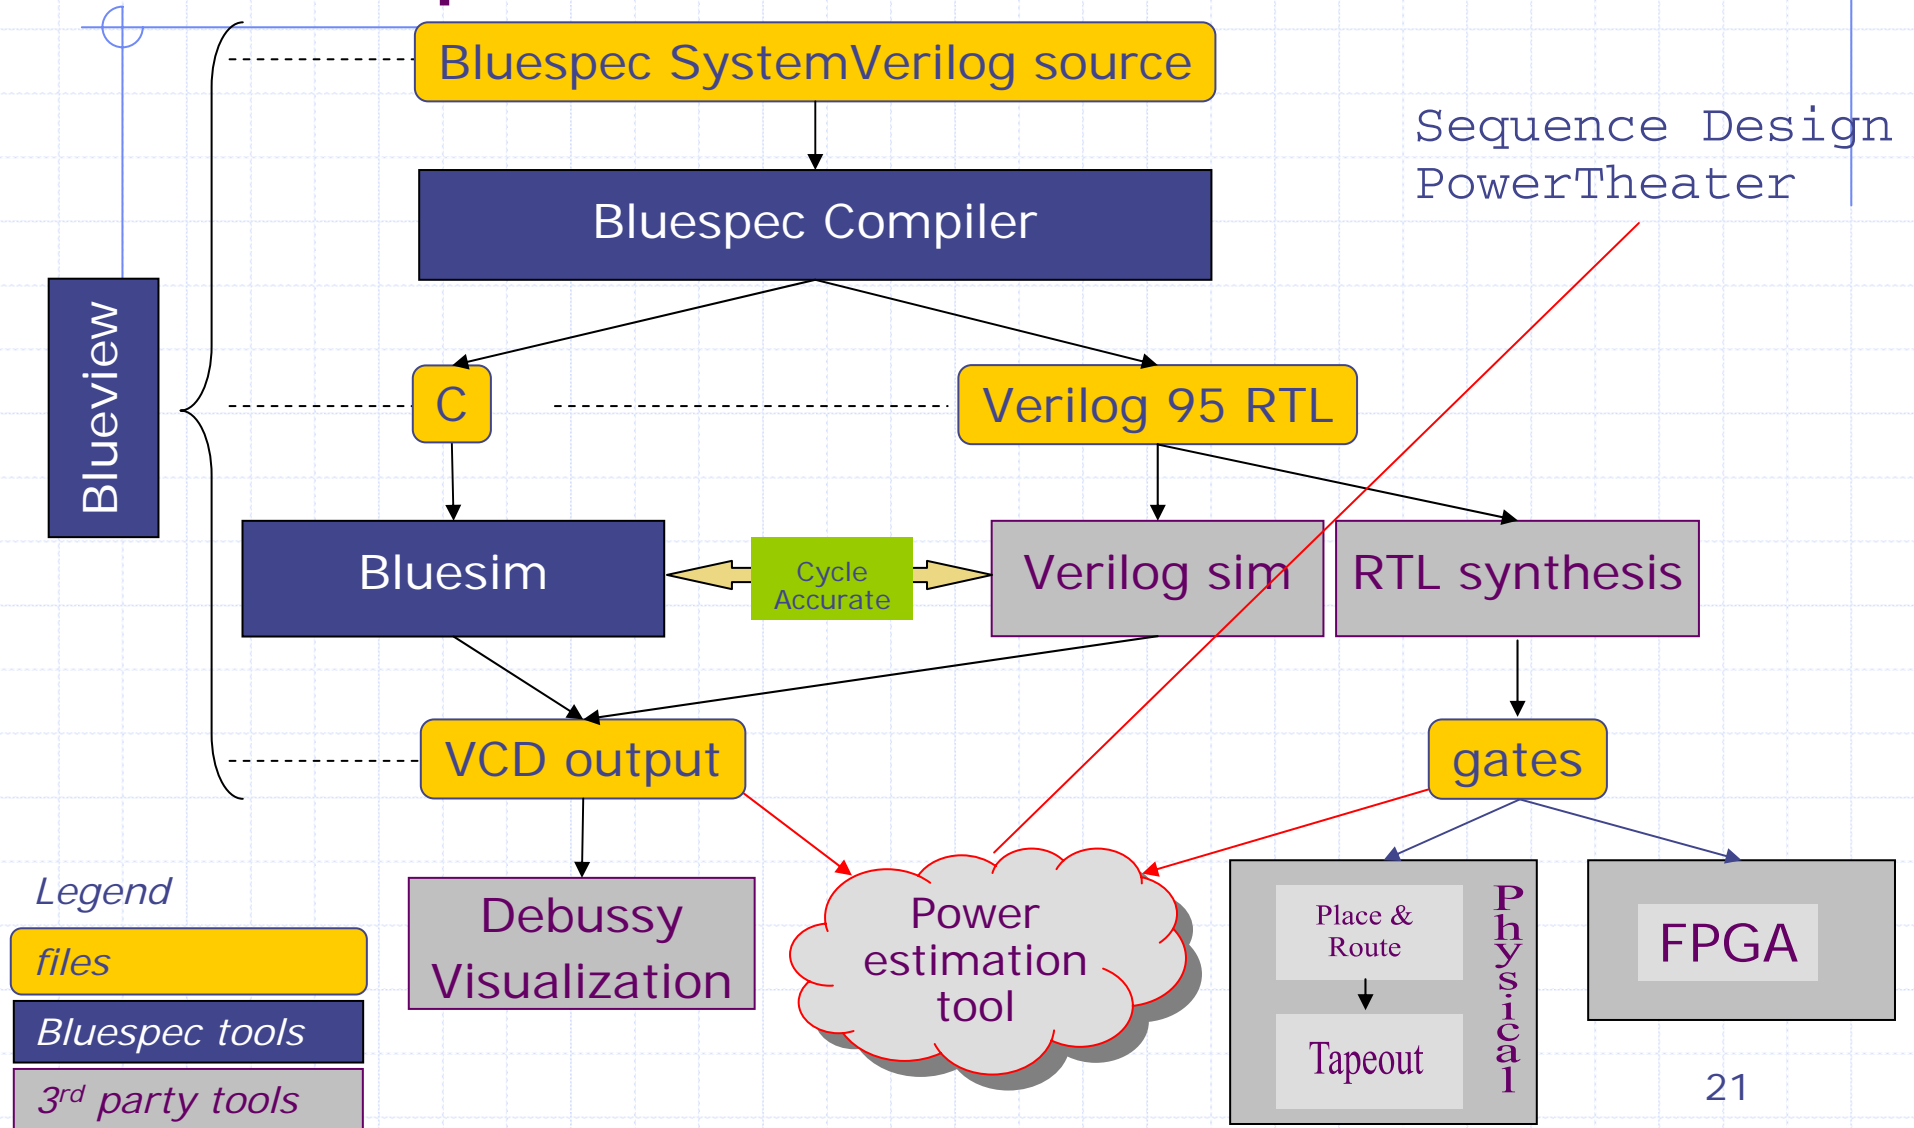 Bluespec SystemVerilog source
Sequence Design
PowerTheater
Bluespec Compiler
Blueview
C
Verilog 95 RTL
Bluesim
Cycle
Accurate
Verilog sim
RTL synthesis
VCD output
gates
Legend
files
Bluespec tools
3rd party tools
Debussy
Visualization
Power
estimation
tool
Place &
Route
Tapeout
Physical
FPGA
21